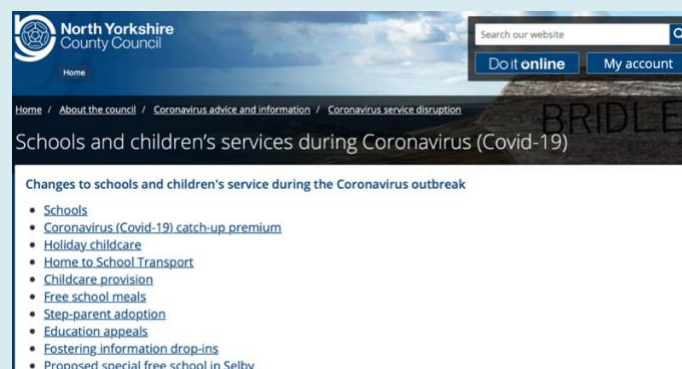 North Yorkshire
County Council
Search our website
Do it online
My account
Home
Home / About the council / Coronavirus advice and information / Coronavirus service disruption
BRIDLE
Schools and children's services during Coronavirus (Covid-19)
Changes to schools and children's service during the Coronavirus outbreak
• Schools
• Coronavirus (Covid-19) catch-up premium
• Holiday childcare
• Home to School Transport
• Childcare provision
• Free school meals
• Step-parent adoption
• Education appeals
• Fostering information drop-ins
• Proposed special free school in Selby